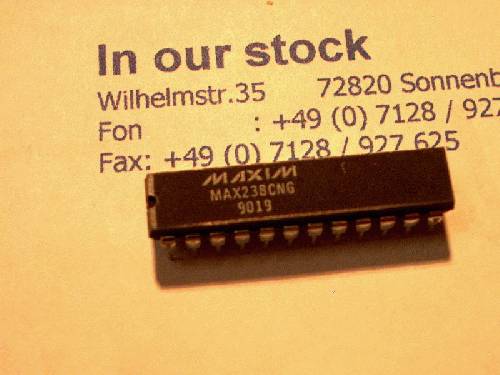 In our stock
Wilhelmstr.35 72820 Sonnenb
Fon : +49 (0) 7128 / 927
Fax: +49 (0) 7128 / 927 625
MAXIM
MAX238CNG
9019